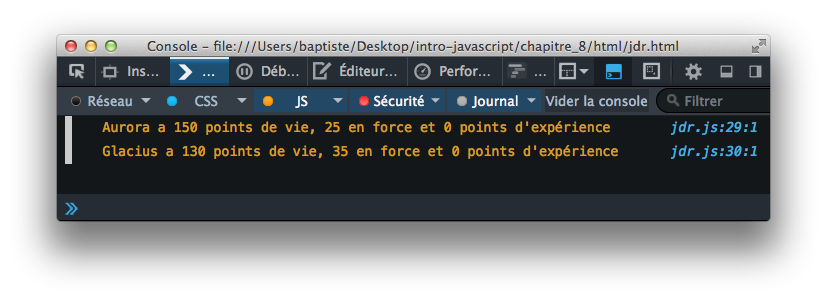 Console – file:///Users/baptiste/Desktop/intro-javascript/chapitre_8/html/jdr.html
Ins... ... Déb... Éditeur... Perfor... ...
Réseau CSS JS Sécurité Journal Vider la console Filtrer
Aurora a 150 points de vie, 25 en force et 0 points d'expérience jdr.js:29:1
Glacius a 130 points de vie, 35 en force et 0 points d'expérience jdr.js:30:1